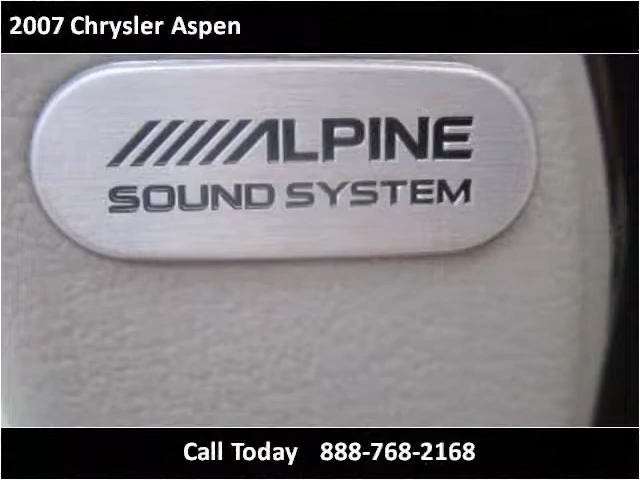 2007 Chrysler Aspen
ALPINE
SOUND SYSTEM
Call Today 888-768-2168